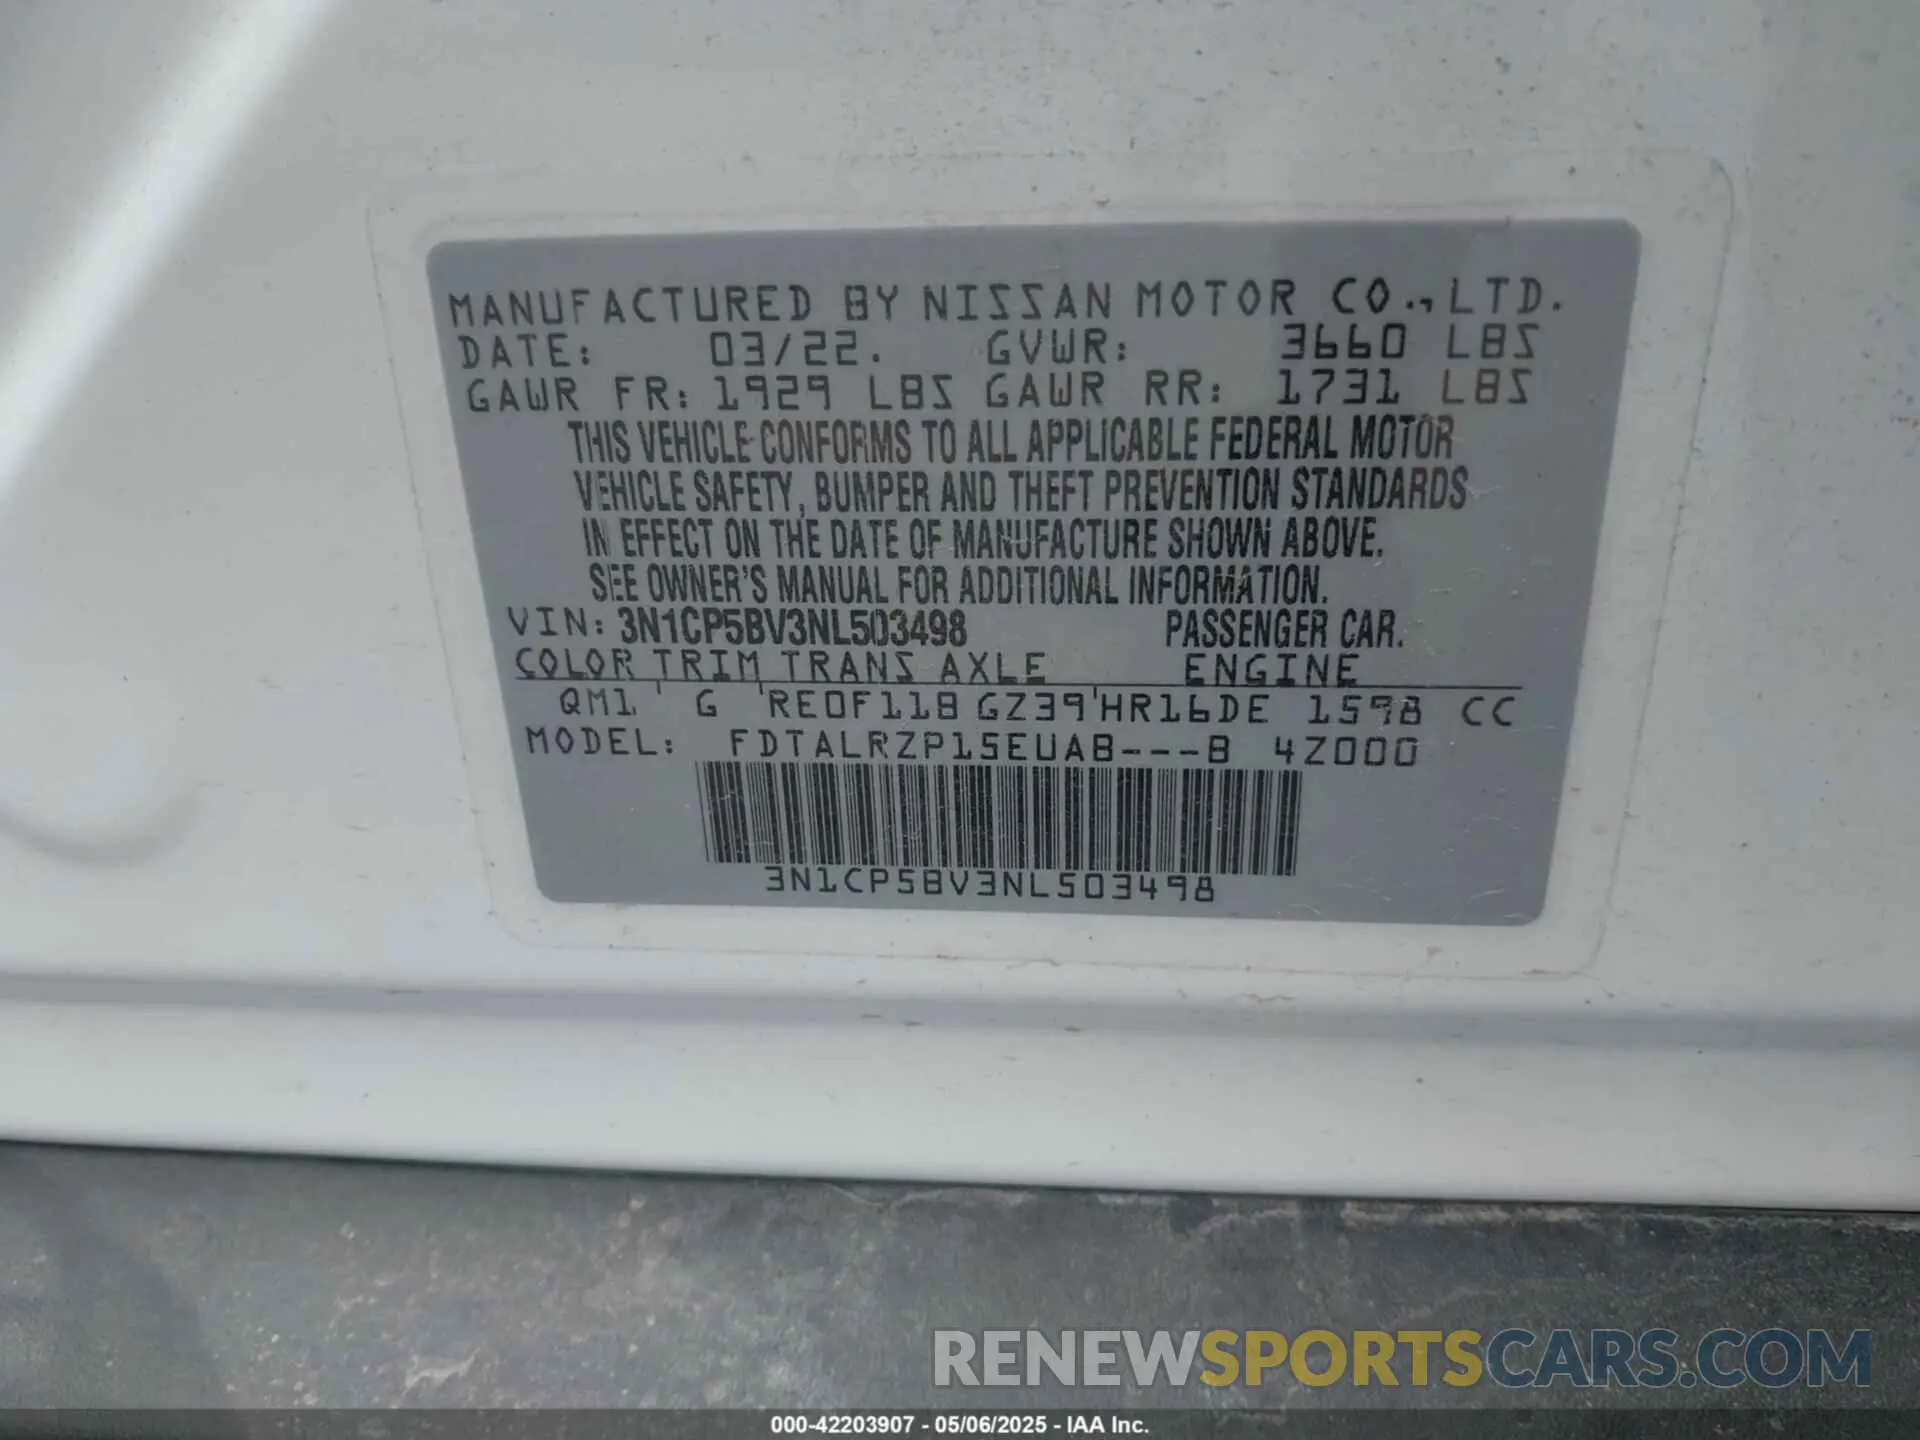 MANUFACTURED BY NISSAN MOTOR CO., LTD.
DATE: 03/22. GVWR: 3660 LBS
GAWR FR: 1929 LBS GAWR RR: 1731 LBS
THIS VEHICLE CONFORMS TO ALL APPLICABLE FEDERAL MOTOR
VEHICLE SAFETY, BUMPER AND THEFT PREVENTION STANDARDS
IN EFFECT ON THE DATE OF MANUFACTURE SHOWN ABOVE.
SEE OWNER'S MANUAL FOR ADDITIONAL INFORMATION.
VIN: 3N1CP5BV3NL503498 PASSENGER CAR.
COLOR TRIM TRANS AXLE ENGINE
QM1 ' G 'RE0F11B GZ39'HR16DE 1598 CC
MODEL: FDTALRZP15EUAB---B 4Z000
3N1CP5BV3NL503498
RENEWSPORTSCARS.COM
000-42203907 - 05/06/2025 - IAA Inc.